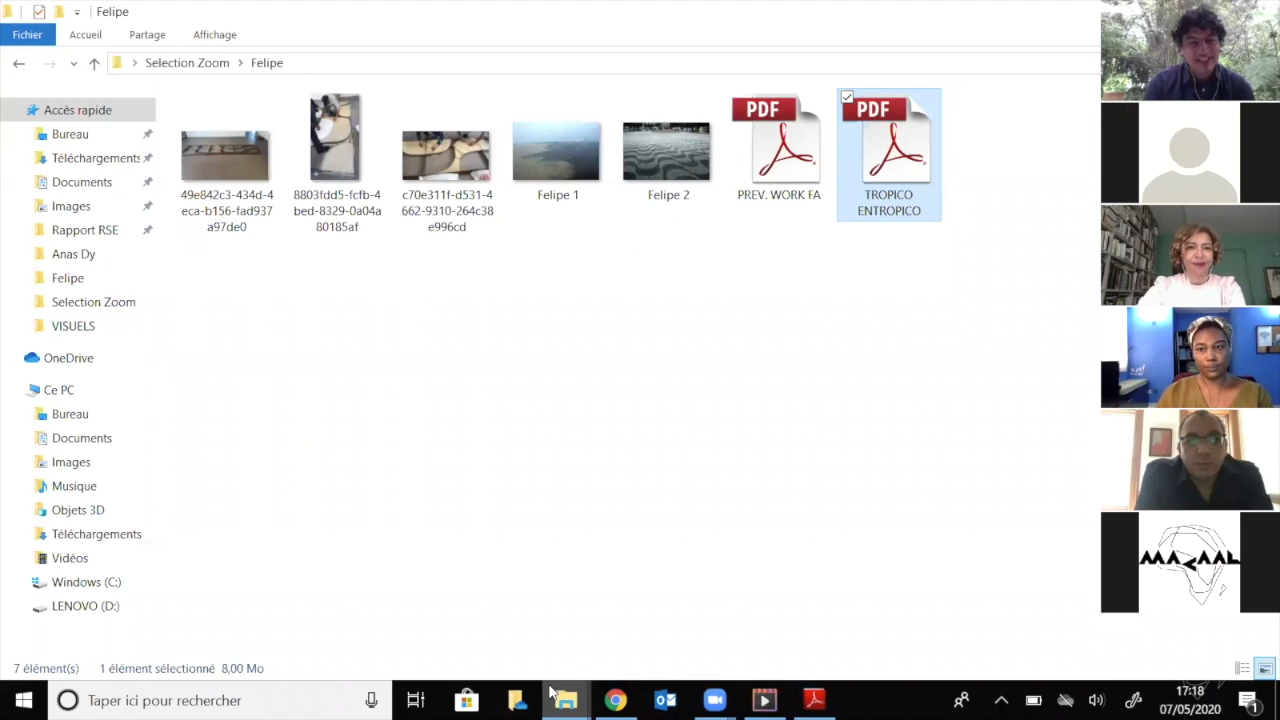 Felipe
Fichier Accueil Partage Affichage
Selection Zoom Felipe
Accès rapide
Bureau
Téléchargements
Documents
Images
Rapport RSE
Anas Dy
Felipe
Selection Zoom
VISUELS
OneDrive
Ce PC
Bureau
Documents
Images
Musique
Objets 3D
Téléchargements
Vidéos
Windows (C:)
LENOVO (D:)
49e842c3-434d-4
eca-b156-fad937
a97de0
8803fdd5-fcfb-4
bed-8329-0a04a
80185af
c70e311f-d531-4
662-9310-264c38
e996cd
Felipe 1
Felipe 2
PDF
PREV. WORK FA
PDF
TROPICO
ENTROPICO
MACAAL
7 élément(s) 1 élément sélectionné 8,00 Mo
Taper ici pour rechercher
17:18
07/05/2020
1